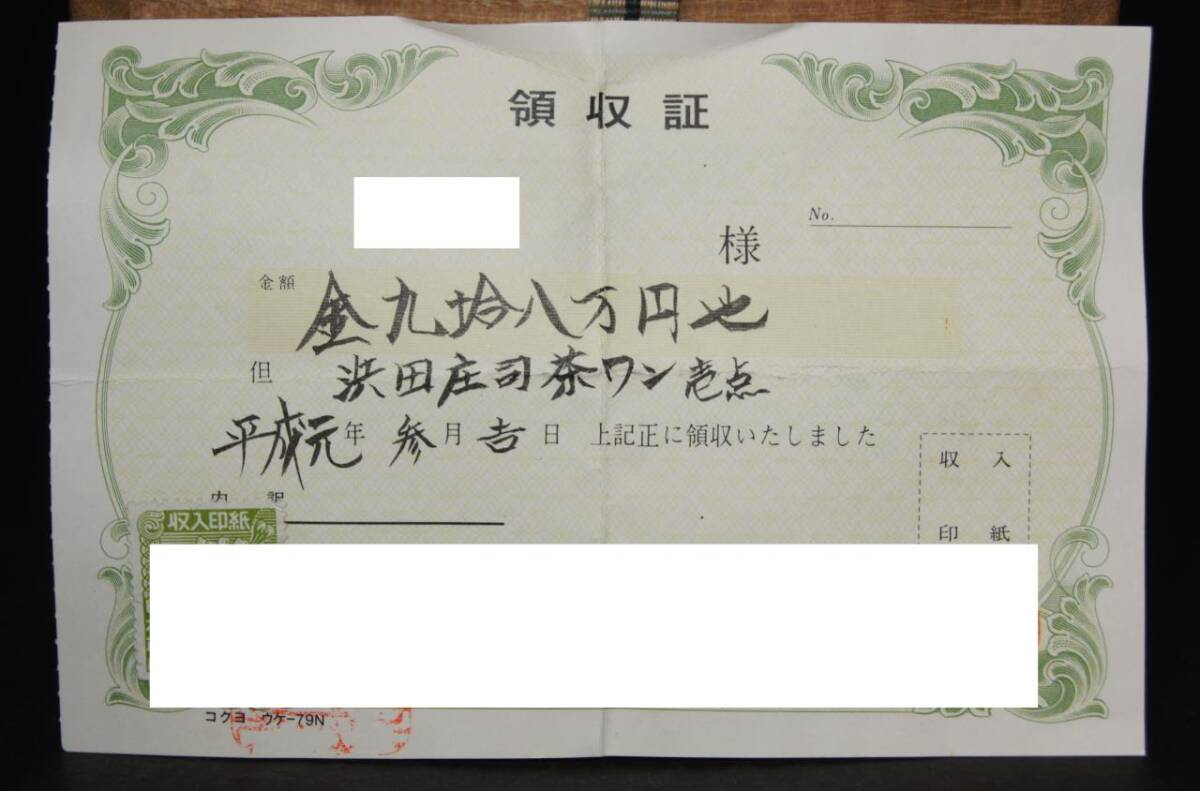 領収証
様
No.
金額 金九拾八万円也
但 浜田庄司茶ワン壱点
平成元年 参月吉日 上記正に領収いたしました
内訳
収入
印紙
収入印紙
コクヨ ウケ-79N